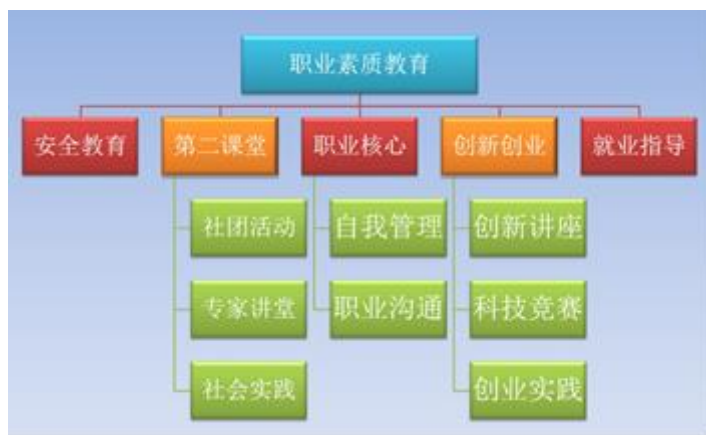 职业素质教育
安全教育
第二课堂
职业核心
创新创业
就业指导
社团活动
自我管理
创新讲座
专家讲堂
职业沟通
科技竞赛
社会实践
创业实践